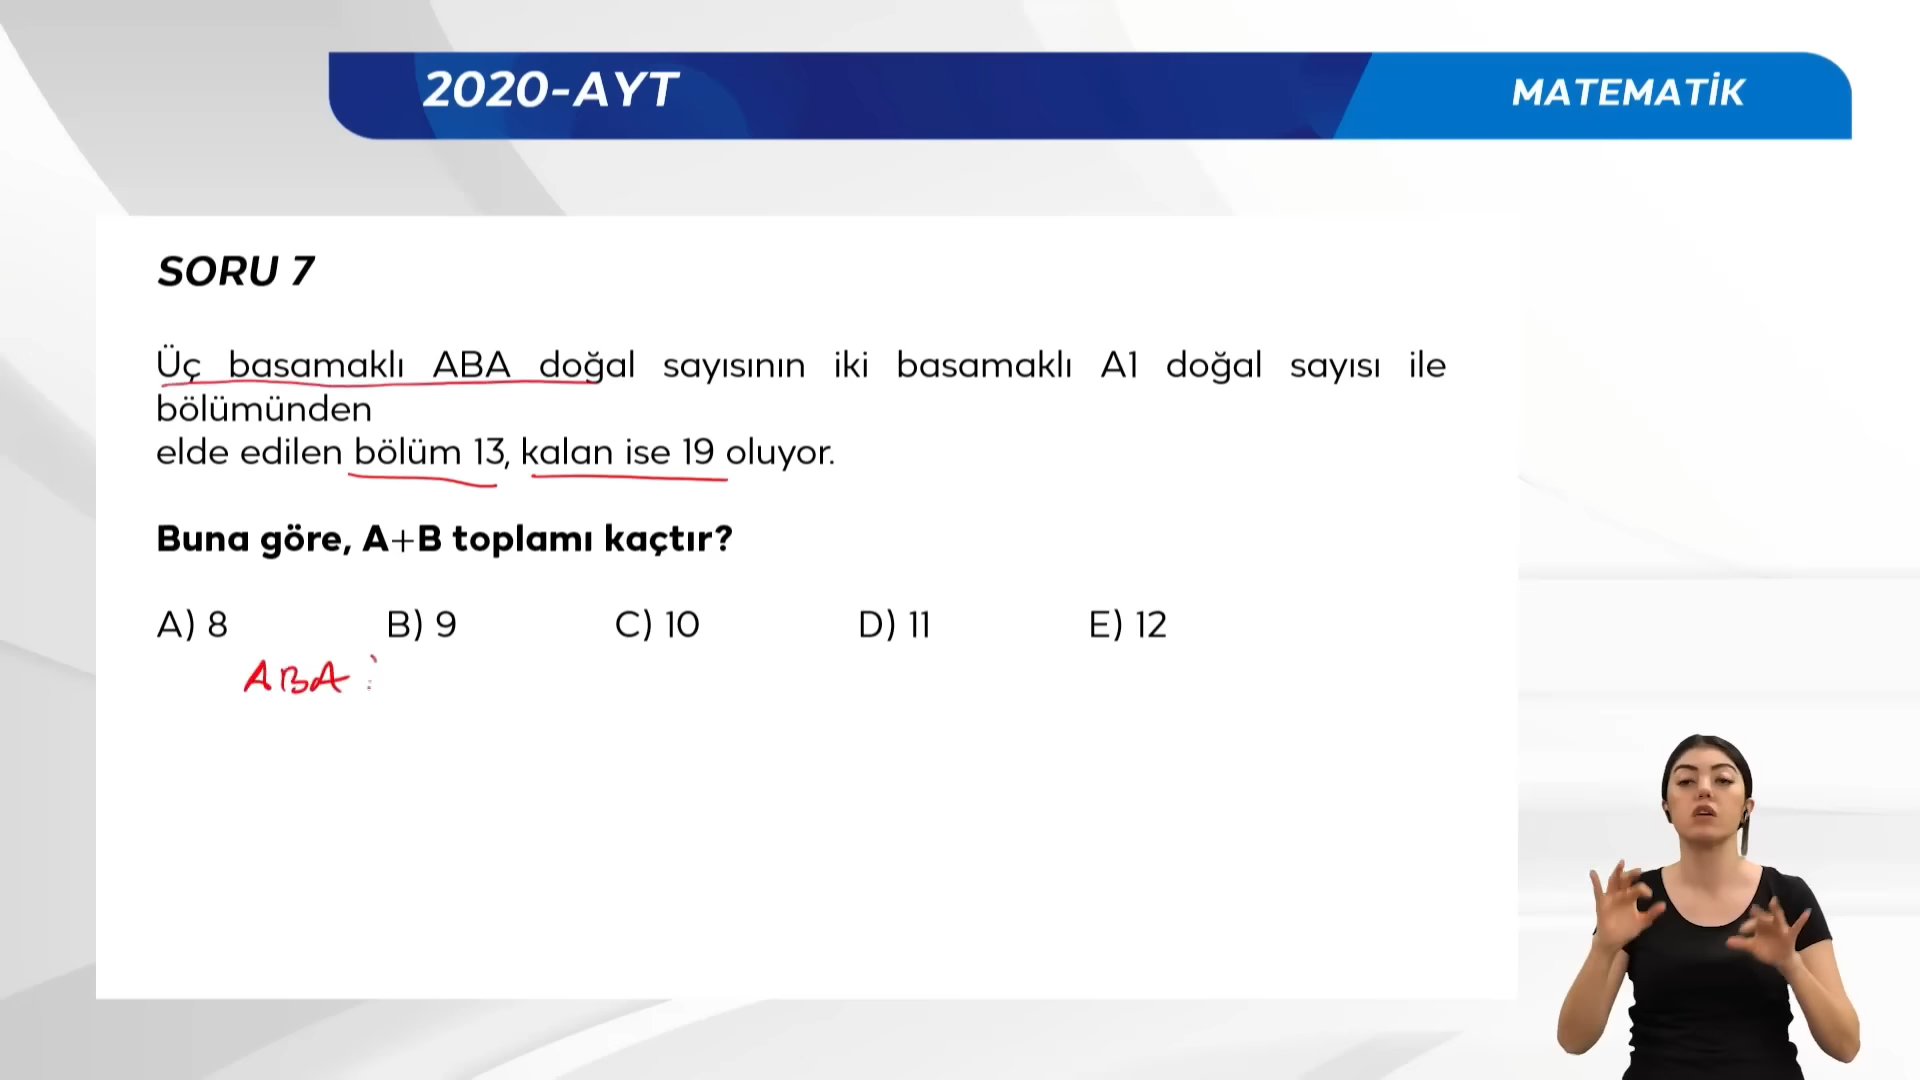 2020-AYT
MATEMATİK
SORU 7
Üç basamaklı ABA doğal sayısının iki basamaklı A1 doğal sayısı ile
bölümünden
elde edilen bölüm 13, kalan ise 19 oluyor.
Buna göre, A+B toplamı kaçtır?
A) 8 B) 9 C) 10 D) 11 E) 12
ABA :